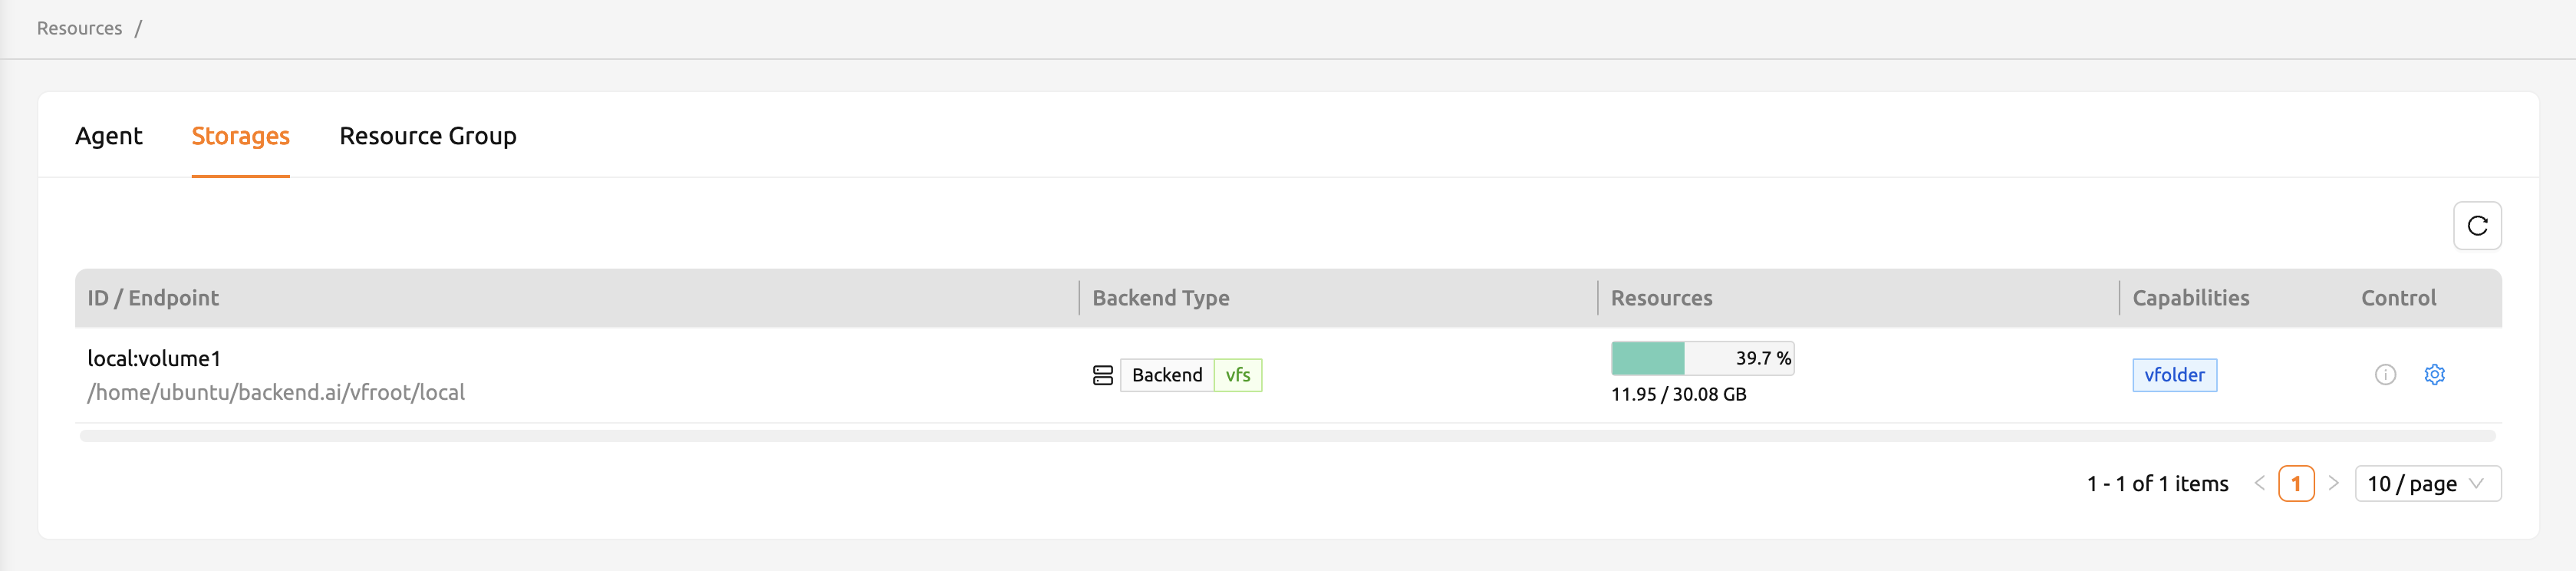 Resources /
Agent Storages Resource Group
ID / Endpoint Backend Type Resources Capabilities Control
local:volume1
/home/ubuntu/backend.ai/vfroot/local
Backend vfs
39.7 %
11.95 / 30.08 GB
vfolder
1 - 1 of 1 items < 1 > 10 / page